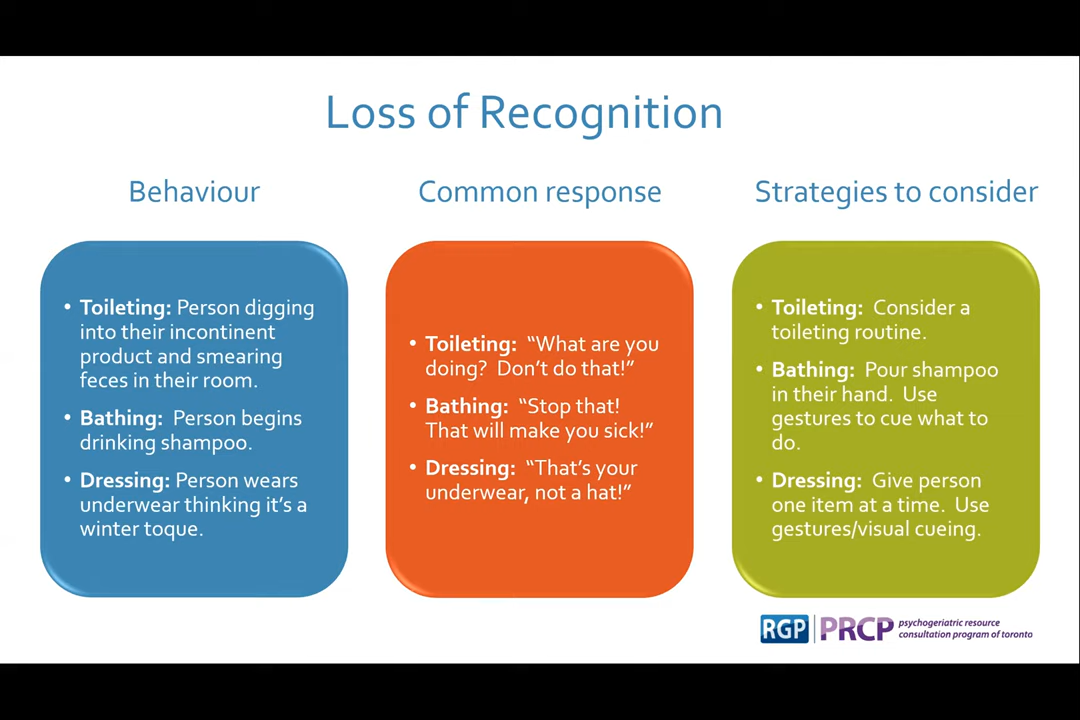 Loss of Recognition
Behaviour
Common response
Strategies to consider
• Toileting: Person digging
into their incontinent
product and smearing
feces in their room.
• Bathing: Person begins
drinking shampoo.
• Dressing: Person wears
underwear thinking it's a
winter toque.
• Toileting: “What are you
doing? Don't do that!”
• Bathing: “Stop that!
That will make you sick!”
• Dressing: “That's your
underwear, not a hat!”
• Toileting: Consider a
toileting routine.
• Bathing: Pour shampoo
in their hand. Use
gestures to cue what to
do.
• Dressing: Give person
one item at a time. Use
gestures/visual cueing.
RGP PRCP
psychogeriatric resource
consultation program of toronto